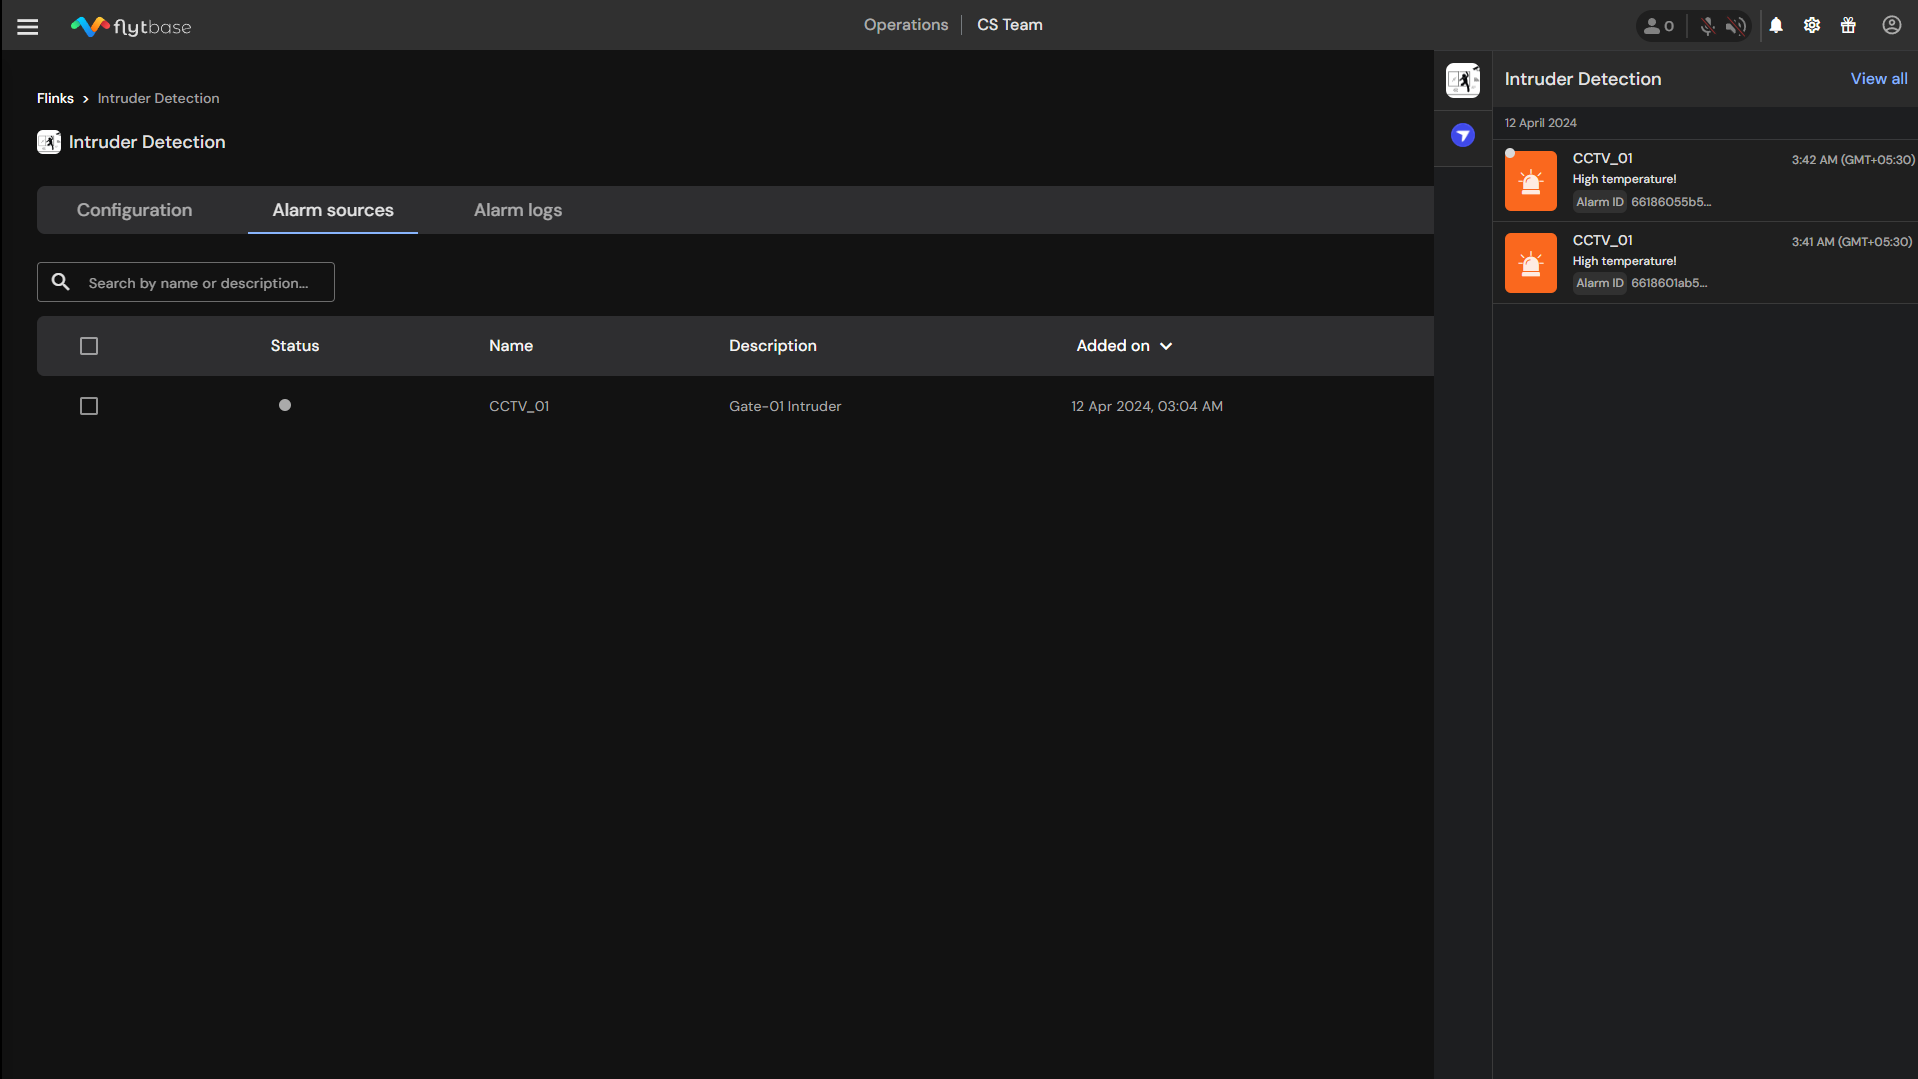 flytbase
Operations | CS Team
0
Flinks > Intruder Detection
Intruder Detection
Configuration
Alarm sources
Alarm logs
Search by name or description...
Status
Name
Description
Added on
CCTV_01
Gate-01 Intruder
12 Apr 2024, 03:04 AM
Intruder Detection
View all
12 April 2024
CCTV_01
3:42 AM (GMT+05:30)
High temperature!
Alarm ID 66186055b5...
CCTV_01
3:41 AM (GMT+05:30)
High temperature!
Alarm ID 6618601ab5...